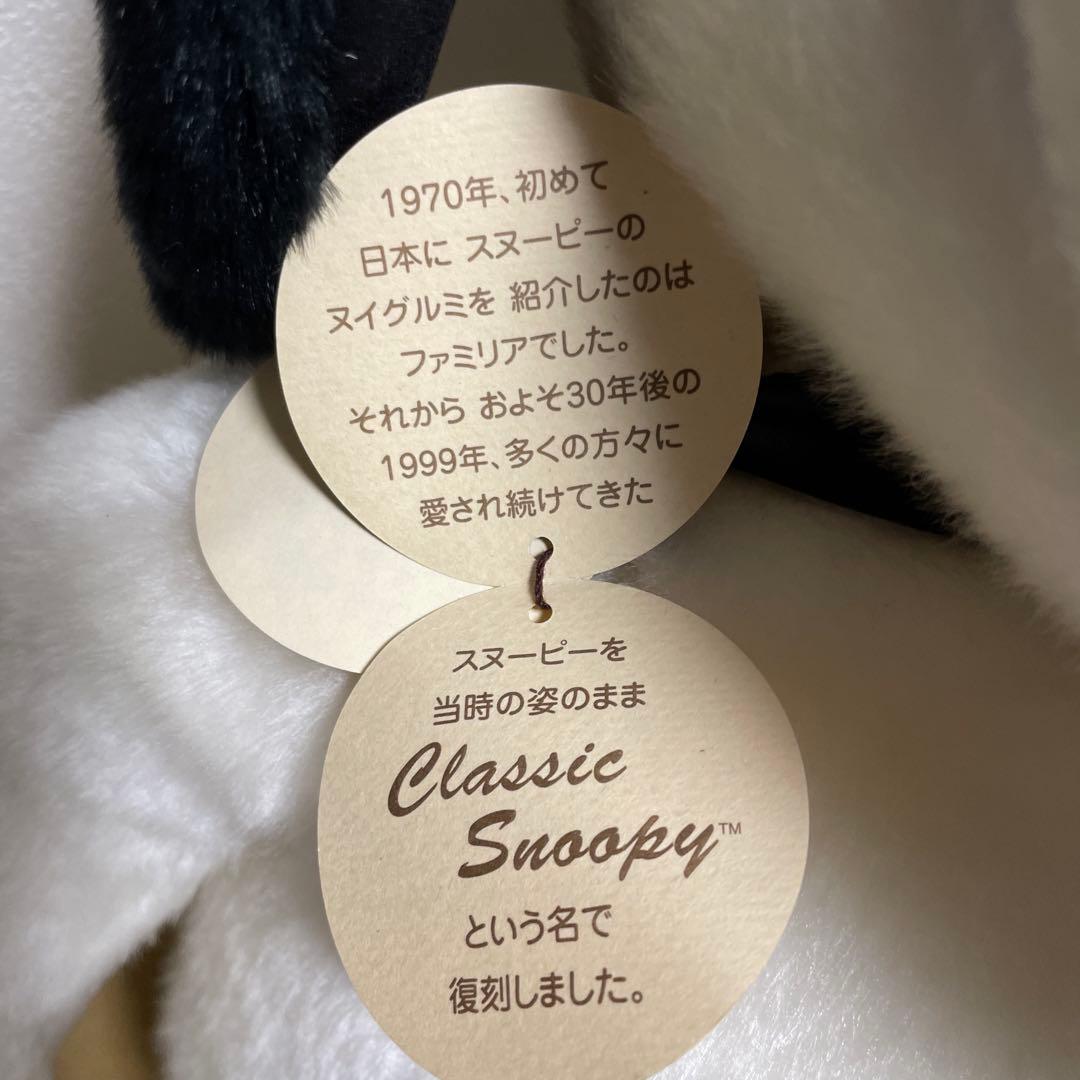 1970年、初めて
日本に スヌーピーの
ヌイグルミを 紹介したのは
ファミリアでした。
それから およそ30年後の
1999年、多くの方々に
愛され続けてきた
スヌーピーを
当時の姿のまま
Classic
Snoopy™
という名で
復刻しました。